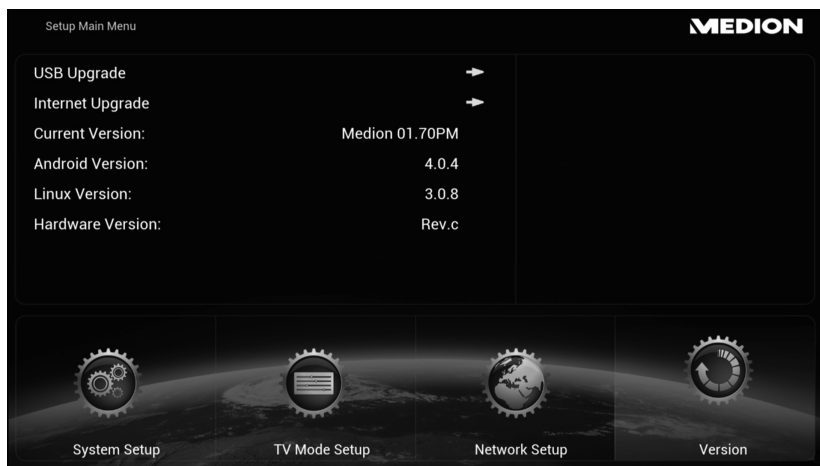 Setup Main Menu
MEDION
USB Upgrade
Internet Upgrade
Current Version: Medion 01.70PM
Android Version: 4.0.4
Linux Version: 3.0.8
Hardware Version: Rev.c
System Setup
TV Mode Setup
Network Setup
Version